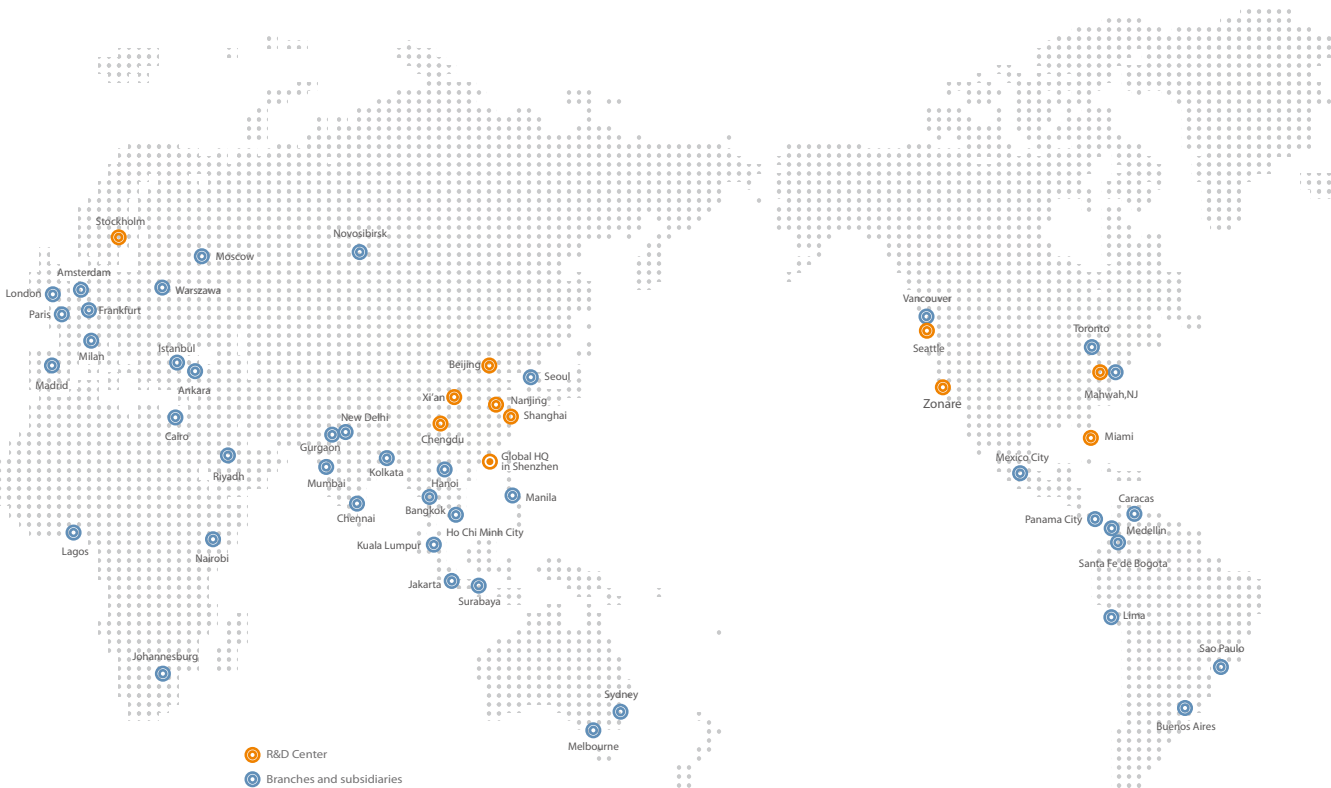 Stockholm
Novosibirsk
Moscow
Amsterdam
London
Warszawa
Paris
Frankfurt
Milan
Istanbul
Madrid
Ankara
Beijing
Seoul
Xi'an
Nanjing
Shanghai
Chengdu
Cairo
New Delhi
Gurgaon
Global HQ
in Shenzhen
Riyadh
Mumbai
Kolkata
Hanoi
Chennai
Bangkok
Manila
Ho Chi Minh City
Lagos
Nairobi
Kuala Lumpur
Jakarta
Surabaya
Johannesburg
Sydney
Melbourne
Vancouver
Seattle
Toronto
Zonare
Mahwah,NJ
Miami
Mexico City
Caracas
Panama City
Medellin
Santa Fe de Bogota
Lima
Sao Paulo
Buenos Aires
R&D Center
Branches and subsidiaries